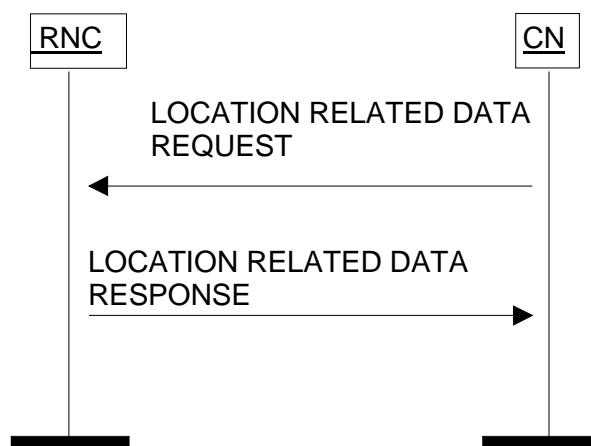 RNC
CN
LOCATION RELATED DATA
REQUEST
LOCATION RELATED DATA
RESPONSE